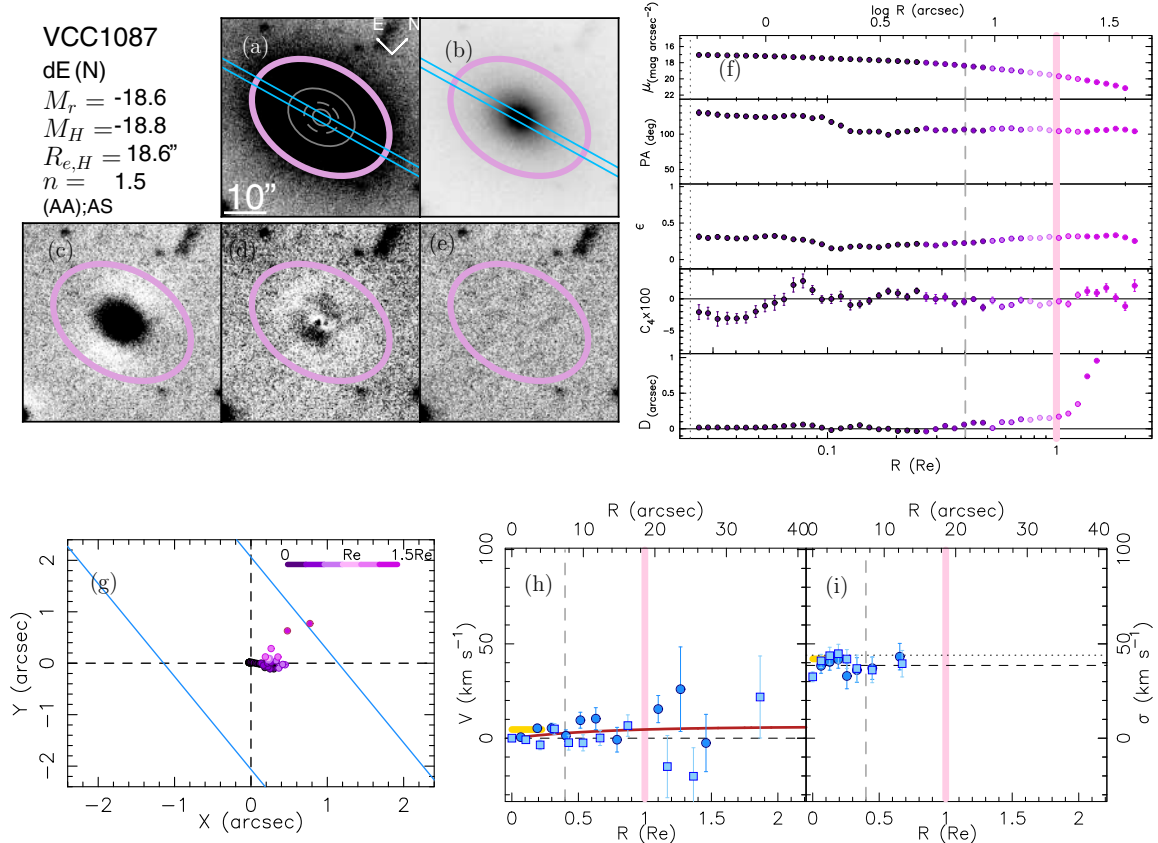 VCC1087
dE(N)
M_r = -18.6
M_H = -18.8
R_{e,H} = 18.6"
n = 1.5
(AA);AS
(a)
E
N
10"
(b)
(c)
(d)
(e)
log R (arcsec)
0 0.5 1 1.5
(f)
μ(mag arcsec⁻²)
16
18
20
22
PA (deg)
100
50
ϵ
1
0.5
0
C₄x100
0
−5
D (arcsec)
1
0.5
0
0.1 1
R (Re)
(g)
0 Re 1.5Re
Y (arcsec)
2
1
0
−1
−2
−2 −1 0 1 2
X (arcsec)
R (arcsec)
0 10 20 30 40
(h)
V (km s⁻¹)
100
50
0
0 0.5 1 1.5 2
R (Re)
R (arcsec)
0 10 20 30 40
(i)
σ (km s⁻¹)
100
50
0
0 0.5 1 1.5 2
R (Re)